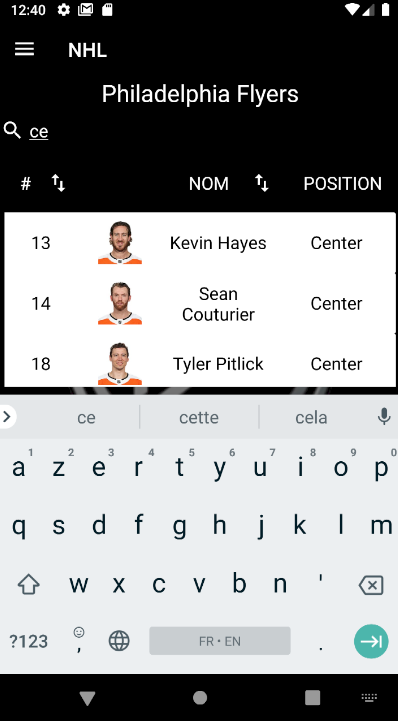 12:40
NHL
Philadelphia Flyers
ce
# NOM POSITION
13 Kevin Hayes Center
14 Sean Couturier Center
18 Tyler Pitlick Center
ce cette cela
1 2 3 4 5 6 7 8 9 0
a z e r t y u i o p
q s d f g h j k l m
w x c v b n '
?123 , FR • EN .